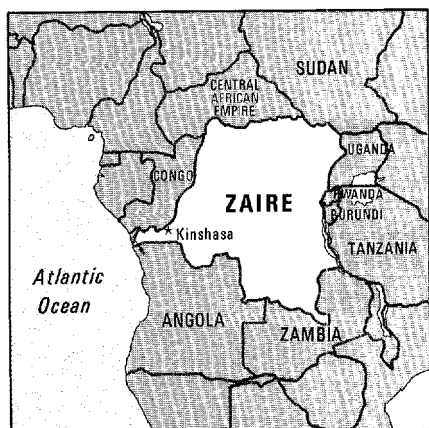 SUDAN
CENTRAL
AFRICAN
EMPIRE
UGANDA
CONGO
ZAIRE
RWANDA
BURUNDI
Kinshasa
TANZANIA
Atlantic
Ocean
ANGOLA
ZAMBIA